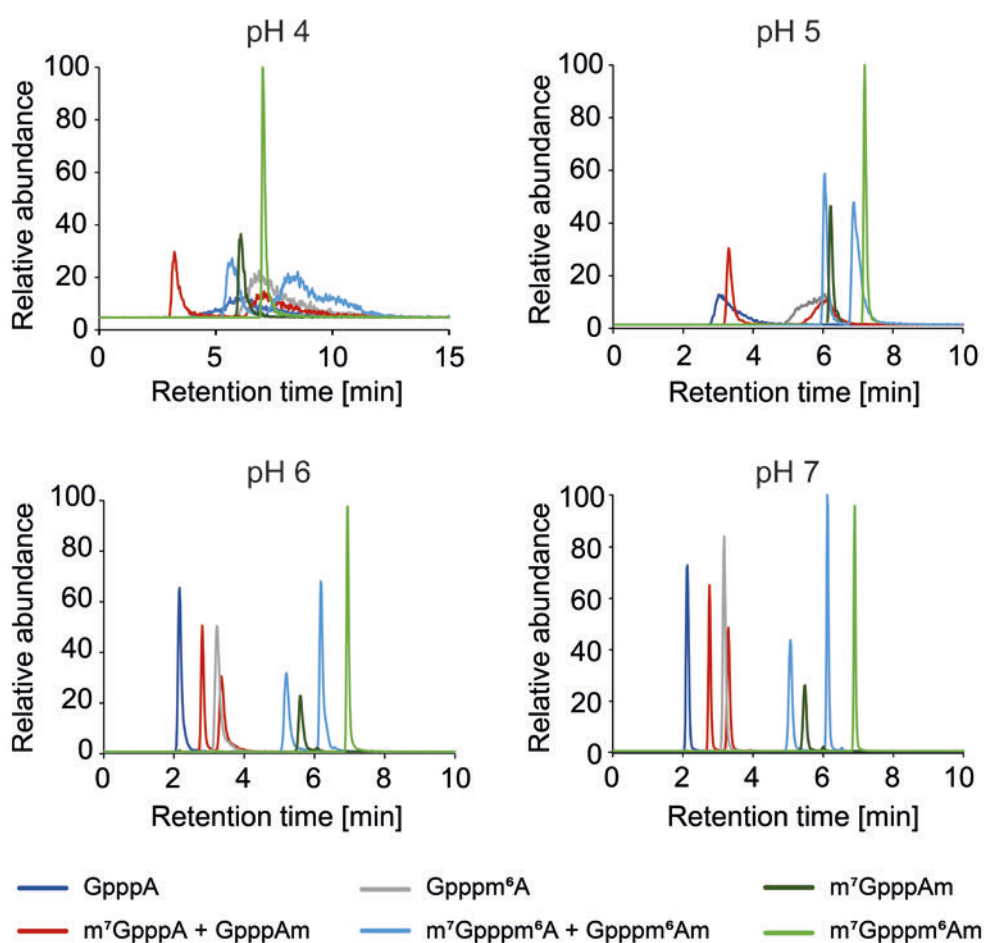 pH 4
pH 5
100
80
60
40
20
0
Relative abundance
0 5 10 15
Retention time [min]
100
80
60
40
20
0
Relative abundance
0 2 4 6 8 10
Retention time [min]
pH 6
pH 7
100
80
60
40
20
0
Relative abundance
0 2 4 6 8 10
Retention time [min]
100
80
60
40
20
0
Relative abundance
0 2 4 6 8 10
Retention time [min]
GpppA
Gpppm⁶A
m⁷GpppAm
m⁷GpppA + GpppAm
m⁷Gpppm⁶A + Gpppm⁶Am
m⁷Gpppm⁶Am